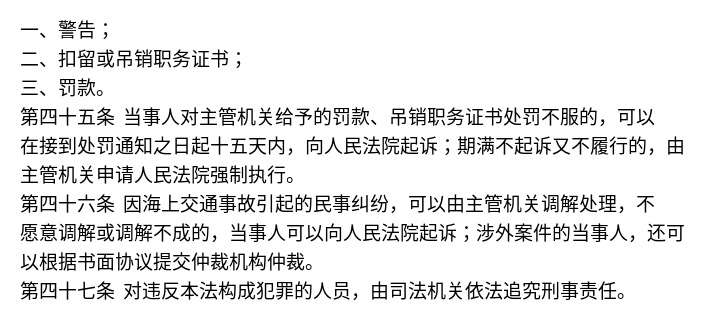 一、警告；
二、扣留或吊销职务证书；
三、罚款。
第四十五条 当事人对主管机关给予的罚款、吊销职务证书处罚不服的，可以
在接到处罚通知之日起十五天内，向人民法院起诉；期满不起诉又不履行的，由
主管机关申请人民法院强制执行。
第四十六条 因海上交通事故引起的民事纠纷，可以由主管机关调解处理，不
愿意调解或调解不成的，当事人可以向人民法院起诉；涉外案件的当事人，还可
以根据书面协议提交仲裁机构仲裁。
第四十七条 对违反本法构成犯罪的人员，由司法机关依法追究刑事责任。